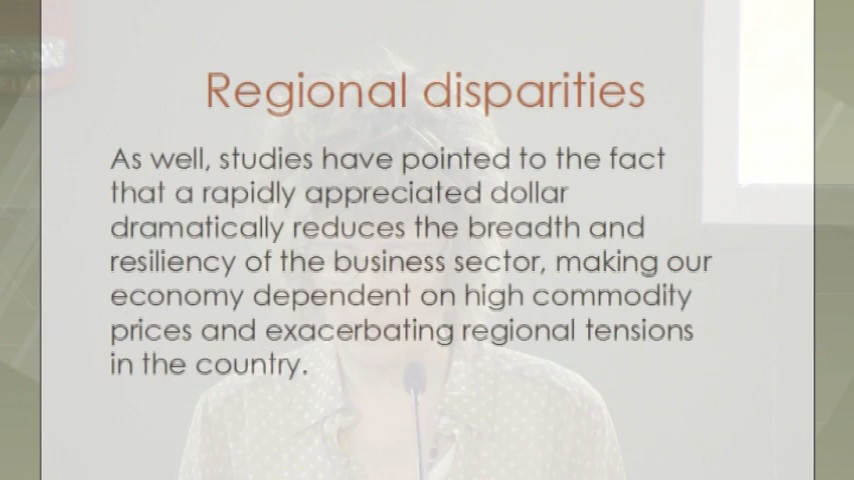 Regional disparities
As well, studies have pointed to the fact
that a rapidly appreciated dollar
dramatically reduces the breadth and
resiliency of the business sector, making our
economy dependent on high commodity
prices and exacerbating regional tensions
in the country.